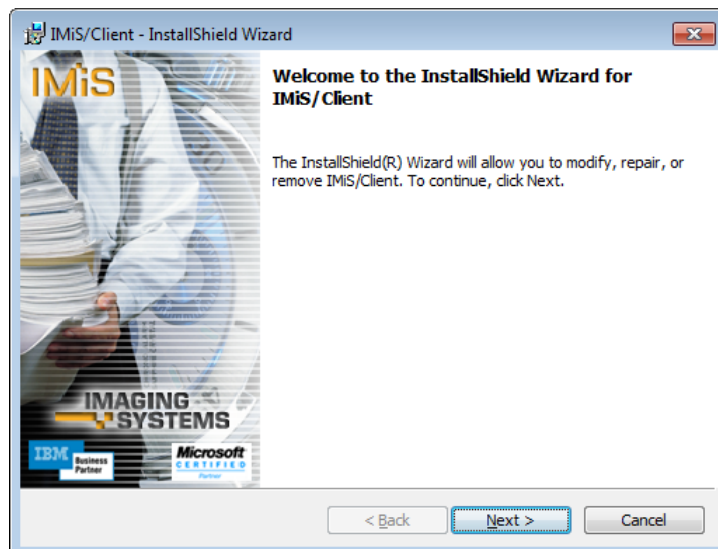 IMiS/Client - InstallShield Wizard
IMiS
Welcome to the InstallShield Wizard for
IMiS/Client
The InstallShield(R) Wizard will allow you to modify, repair, or
remove IMiS/Client. To continue, click Next.
IMAGING
SYSTEMS
IBM
Business
Partner
Microsoft
CERTIFIED
Partner
< Back
Next >
Cancel